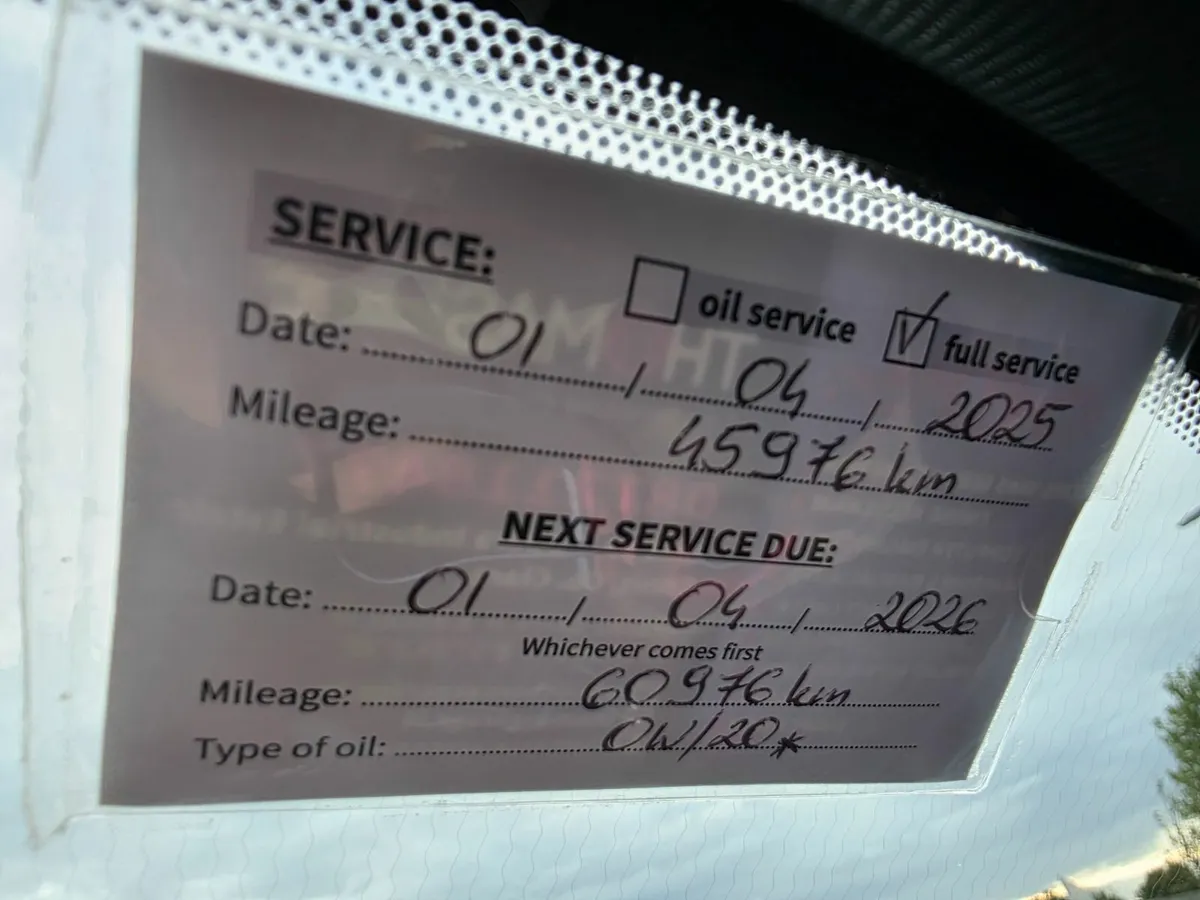 SERVICE:
oil service ☑ full service
Date: 01 / 04 / 2025
Mileage: 45976 km
NEXT SERVICE DUE:
Date: 01 / 04 / 2026
Whichever comes first
Mileage: 60976 km
Type of oil: 0W/20*